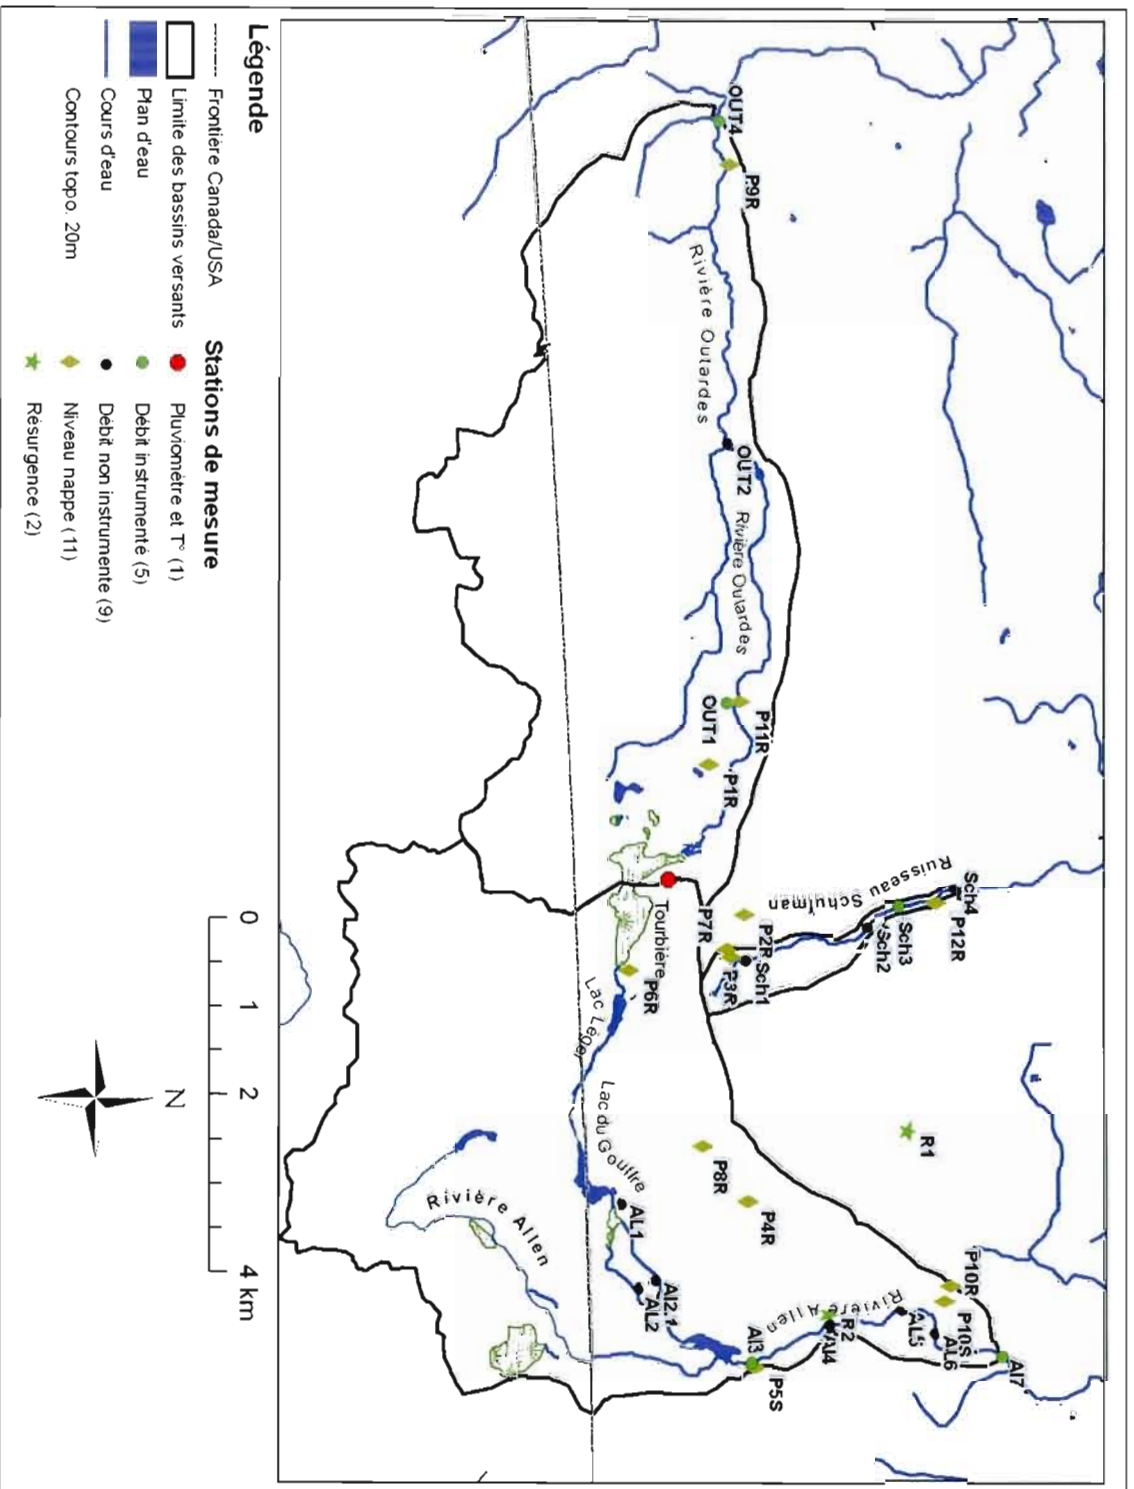 OUT4
P9R
Rivière Outardes
OUT2
Rivière Outardes
P11R
OUT1
P1R
Ruisseau Schulman
Sch4
P12R
Sch3
Sch2
P2R
Sch1
P7R
P3R
Tourbière
P6R
Lac Léger
Lac du Gouffre
R1
P8R
P4R
AL1
Al2.1
AL2
Rivière Allen
Rivière Allen
P10R
P10S
AL5
AL6
Al7
R2
Al4
Al3
P5S
Légende
Frontière Canada/USA
Limite des bassins versants
Plan d'eau
Cours d'eau
Contours topo. 20m
Stations de mesure
Pluviomètre et T° (1)
Débit instrumenté (5)
Débit non instrumente (9)
Niveau nappe (11)
Résurgence (2)
0 1 2 4 km
N